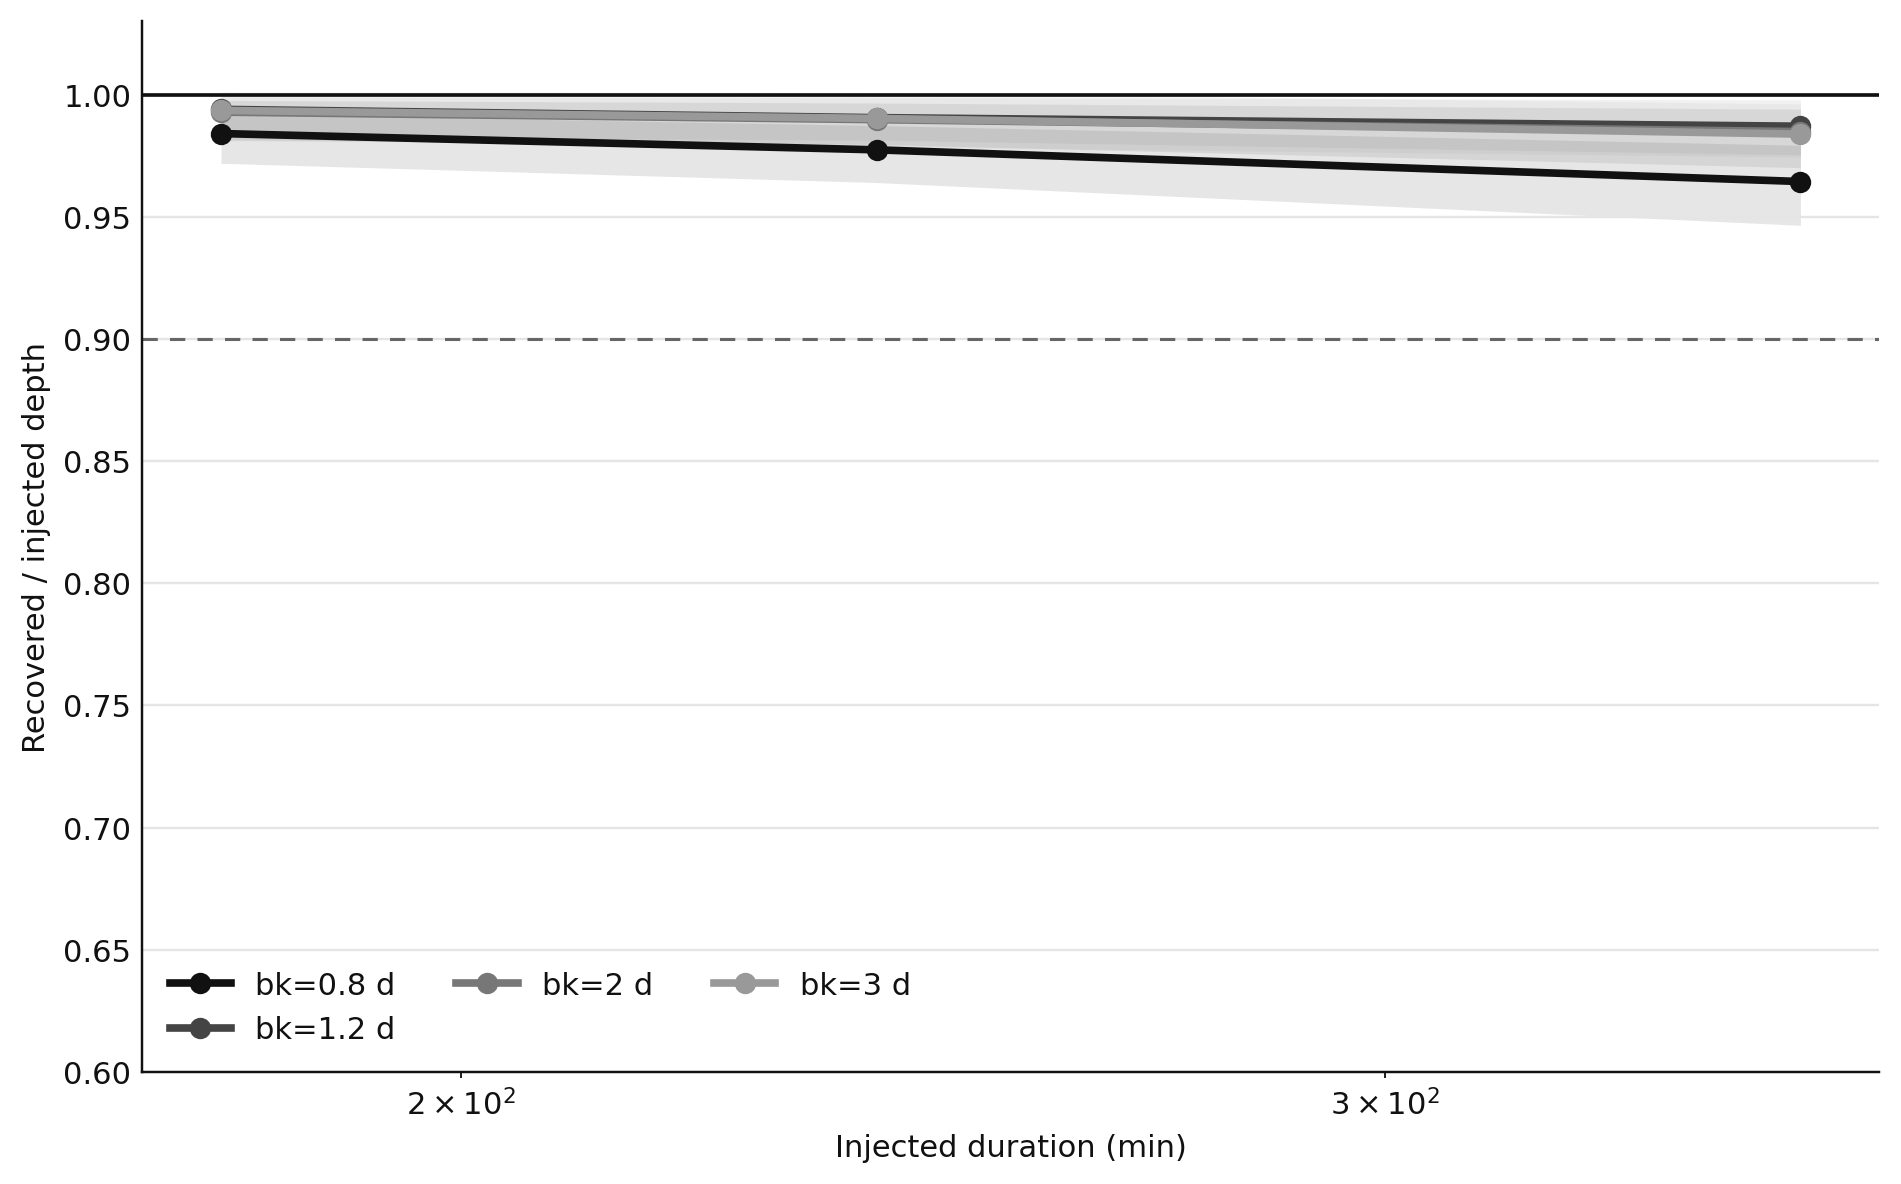 Recovered / injected depth
1.00
0.95
0.90
0.85
0.80
0.75
0.70
0.65
0.60
bk=0.8 d
bk=1.2 d
bk=2 d
bk=3 d
2 × 10²
3 × 10²
Injected duration (min)